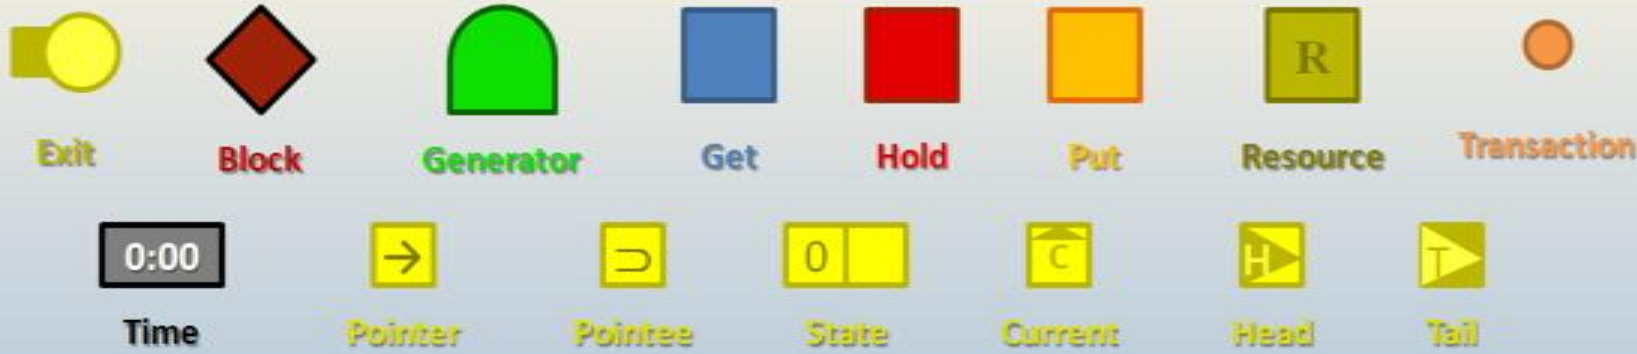 R
Exit Block Generator Get Hold Put Resource Transaction
0:00 → ⊃ 0 C H T
Time Pointer Pointee State Current Head Tail